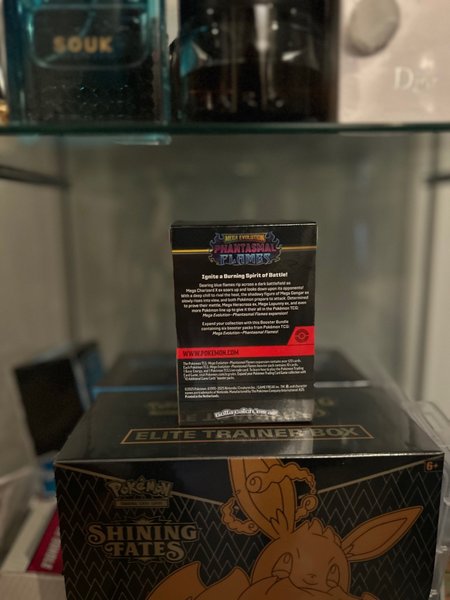 SOUK
MEGA EVOLUTION
PHANTASMAL
FLAMES
Ignite a Burning Spirit of Battle!
Searing blue flames rip across a dark battlefield as
Mega Charizard X ex soars up and looks down upon its opponents!
With a deep chill to rival the heat, the shadowy figure of Mega Gengar ex
slowly rises into view, and both Pokémon prepare to attack. Determined
to prove their mettle, Mega Heracross ex, Mega Lopunny ex, and even
more Pokémon line up to give it their all in the Pokémon TCG:
Mega Evolution—Phantasmal Flames expansion!
Expand your collection with this Booster Bundle
containing six booster packs from Pokémon TCG:
Mega Evolution—Phantasmal Flames!
WWW.POKEMON.COM
ELITE TRAINER BOX
6+
Pokémon
TRADING CARD GAME
SHINING
FATES